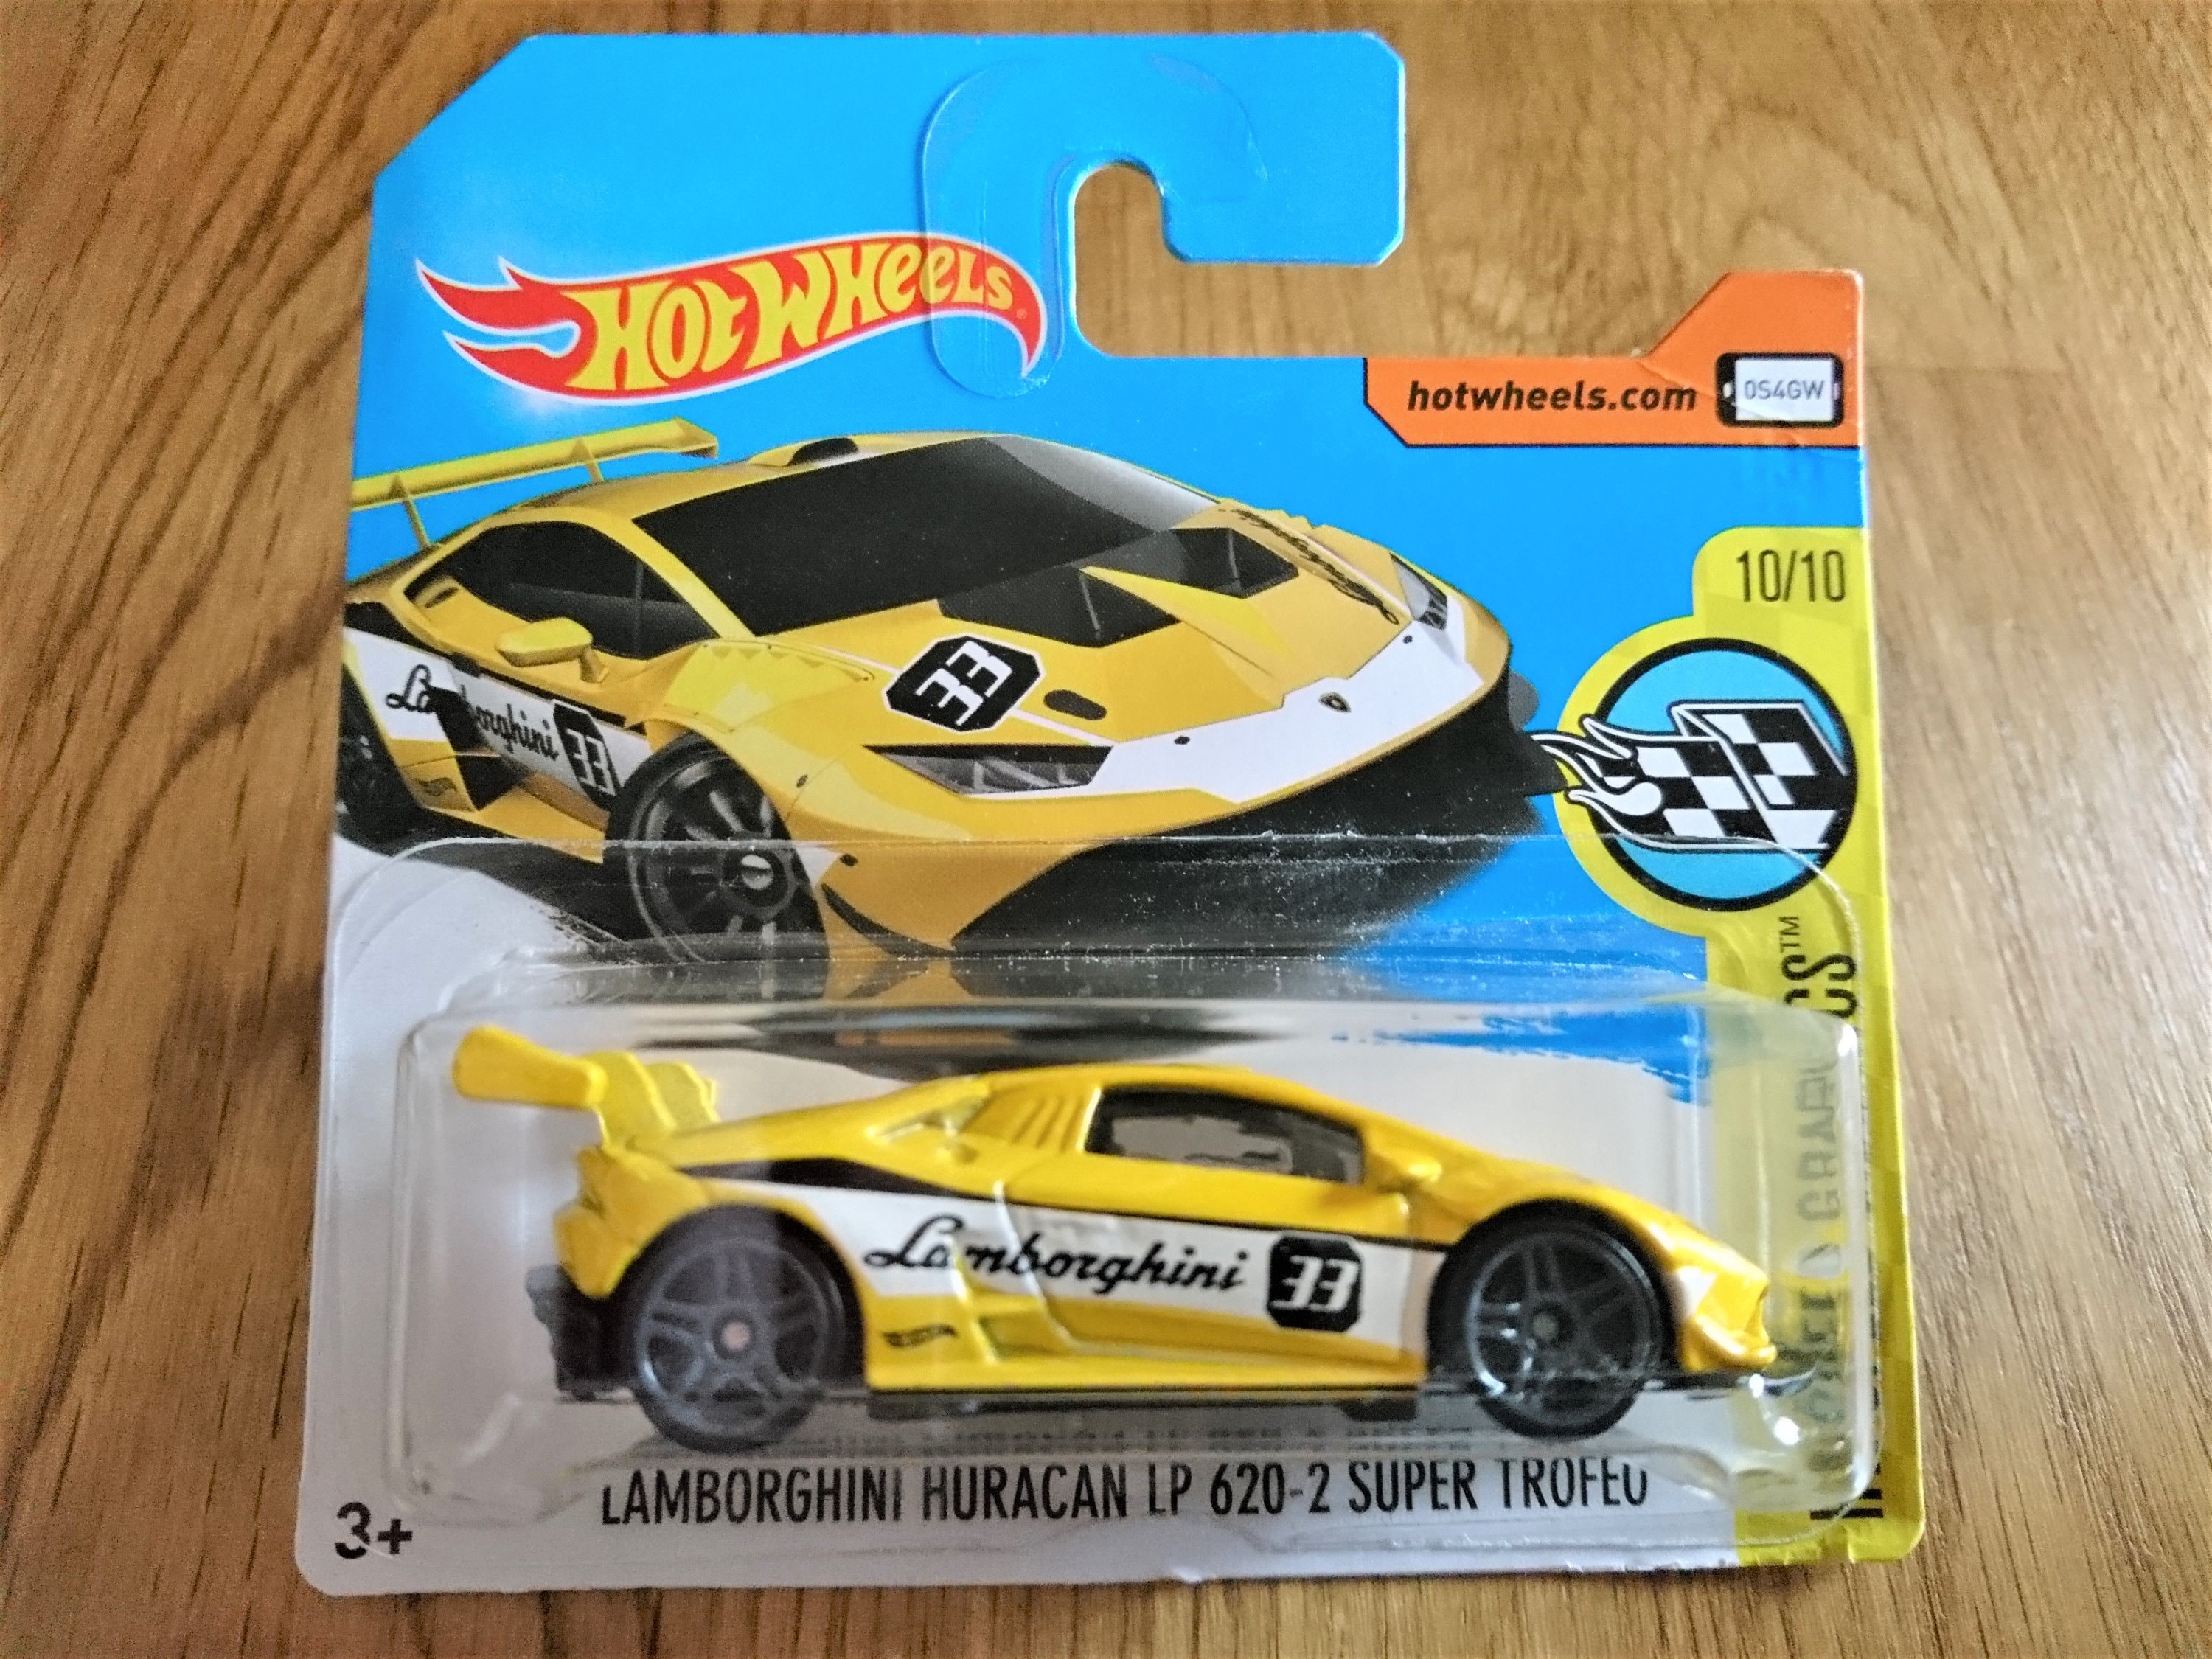 HOT WHEELS
hotwheels.com
0S4GW
10/10
Lamborghini
33
Lamborghini
33
Lamborghini
33
LAMBORGHINI HURACAN LP 620-2 SUPER TROFEO
3+